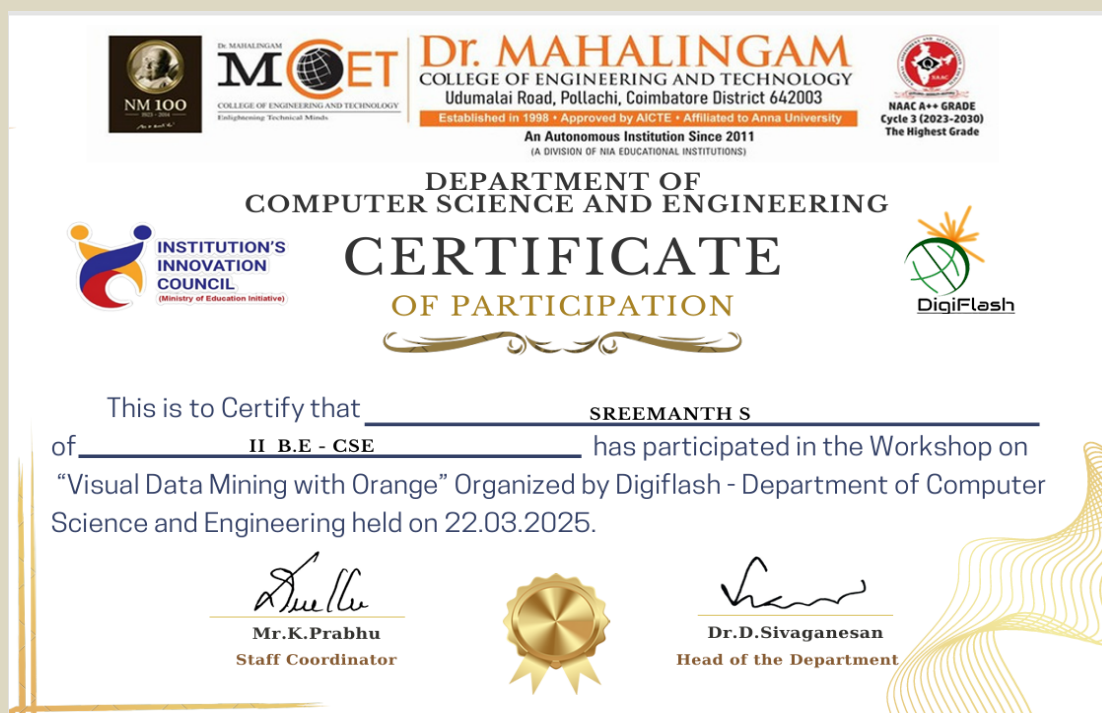 NM 100
1923 - 2014
Dr. MAHALINGAM
MCET
COLLEGE OF ENGINEERING AND TECHNOLOGY
Enlightening Technical Minds
Dr. MAHALINGAM
COLLEGE OF ENGINEERING AND TECHNOLOGY
Udumalai Road, Pollachi, Coimbatore District 642003
Established in 1998 • Approved by AICTE • Affiliated to Anna University
An Autonomous Institution Since 2011
(A DIVISION OF NIA EDUCATIONAL INSTITUTIONS)
NAAC
NAAC A++ GRADE
Cycle 3 (2023-2030)
The Highest Grade
DEPARTMENT OF
COMPUTER SCIENCE AND ENGINEERING
INSTITUTION'S
INNOVATION
COUNCIL
(Ministry of Education Initiative)
CERTIFICATE
OF PARTICIPATION
DigiFlash
This is to Certify that SREEMANTH S
of II B.E - CSE has participated in the Workshop on
“Visual Data Mining with Orange” Organized by Digiflash - Department of Computer
Science and Engineering held on 22.03.2025.
Mr.K.Prabhu
Staff Coordinator
Dr.D.Sivaganesan
Head of the Department